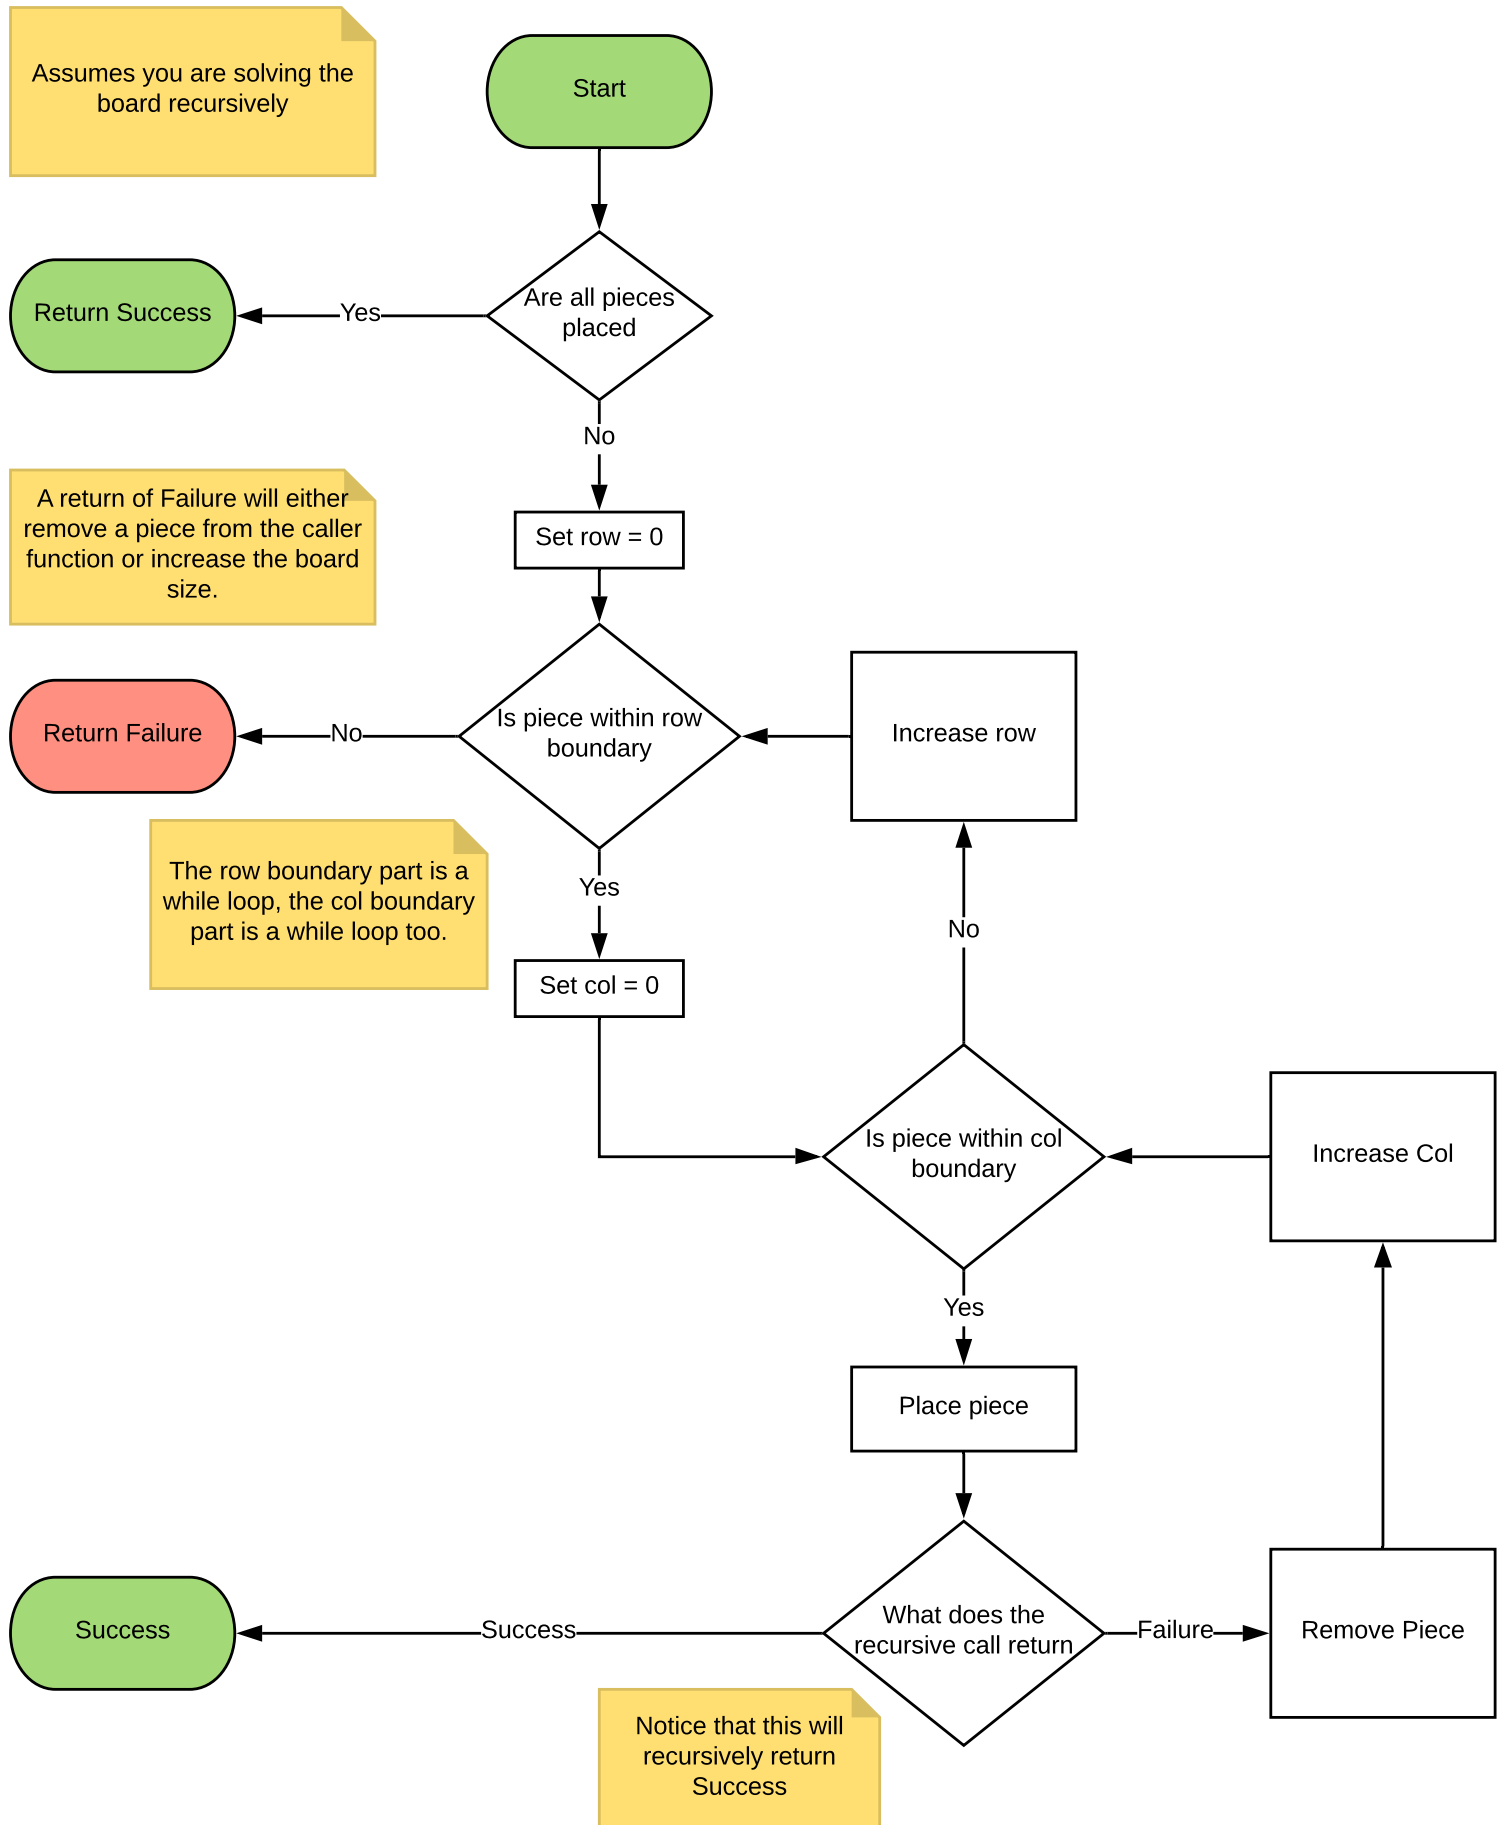 Assumes you are solving the
board recursively
Start
Are all pieces
placed
Yes
Return Success
No
A return of Failure will either
remove a piece from the caller
function or increase the board
size.
Set row = 0
Is piece within row
boundary
No
Return Failure
Increase row
The row boundary part is a
while loop, the col boundary
part is a while loop too.
Yes
No
Set col = 0
Is piece within col
boundary
Increase Col
Yes
Place piece
What does the
recursive call return
Success
Success
Failure
Remove Piece
Notice that this will
recursively return
Success